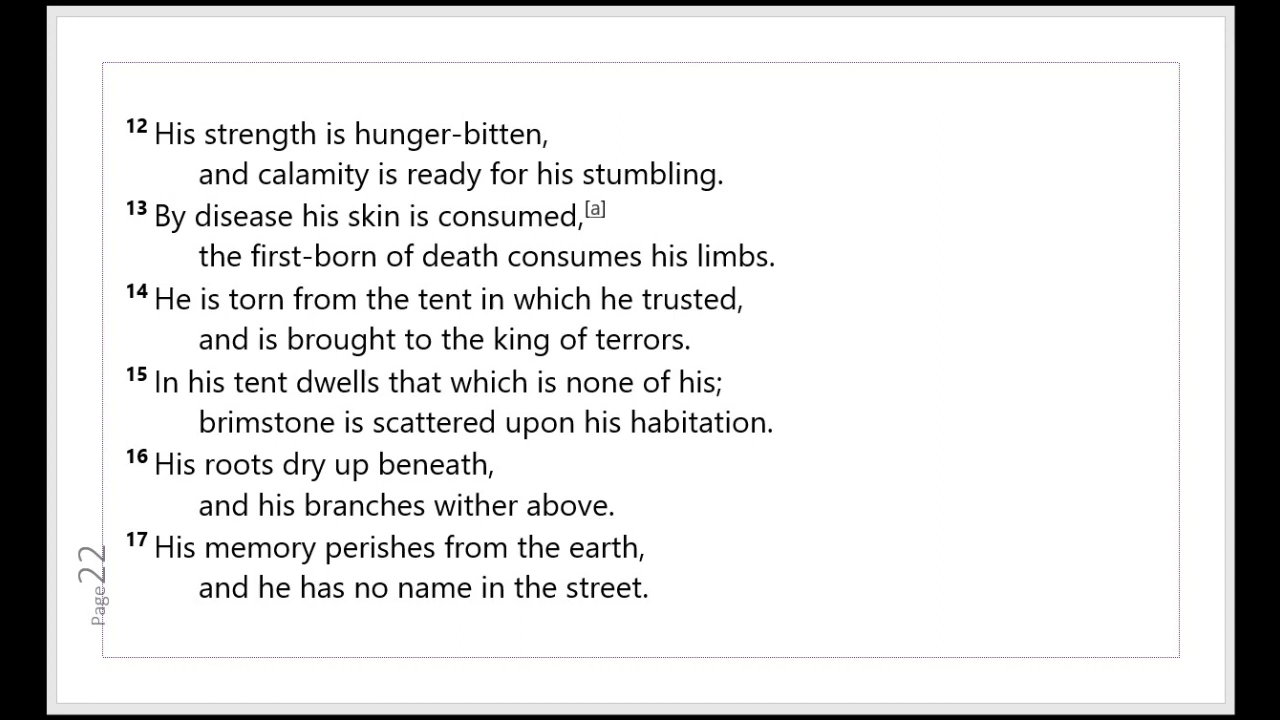 12 His strength is hunger-bitten,
and calamity is ready for his stumbling.
13 By disease his skin is consumed,[a]
the first-born of death consumes his limbs.
14 He is torn from the tent in which he trusted,
and is brought to the king of terrors.
15 In his tent dwells that which is none of his;
brimstone is scattered upon his habitation.
16 His roots dry up beneath,
and his branches wither above.
17 His memory perishes from the earth,
and he has no name in the street.
Page 22